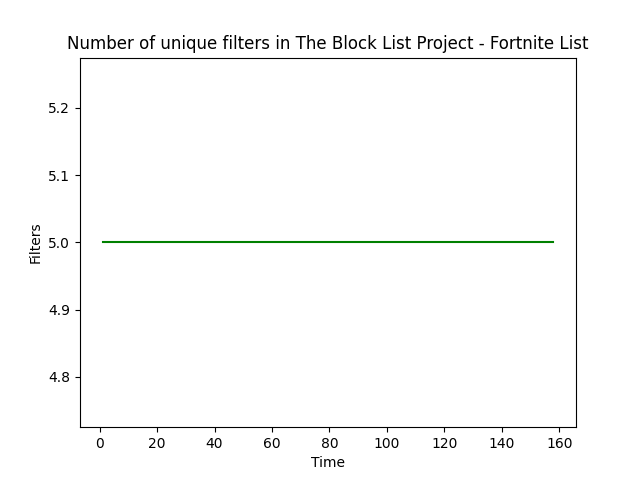 Number of unique filters in The Block List Project - Fortnite List
5.2
5.1
5.0
4.9
4.8
Filters
0 20 40 60 80 100 120 140 160
Time